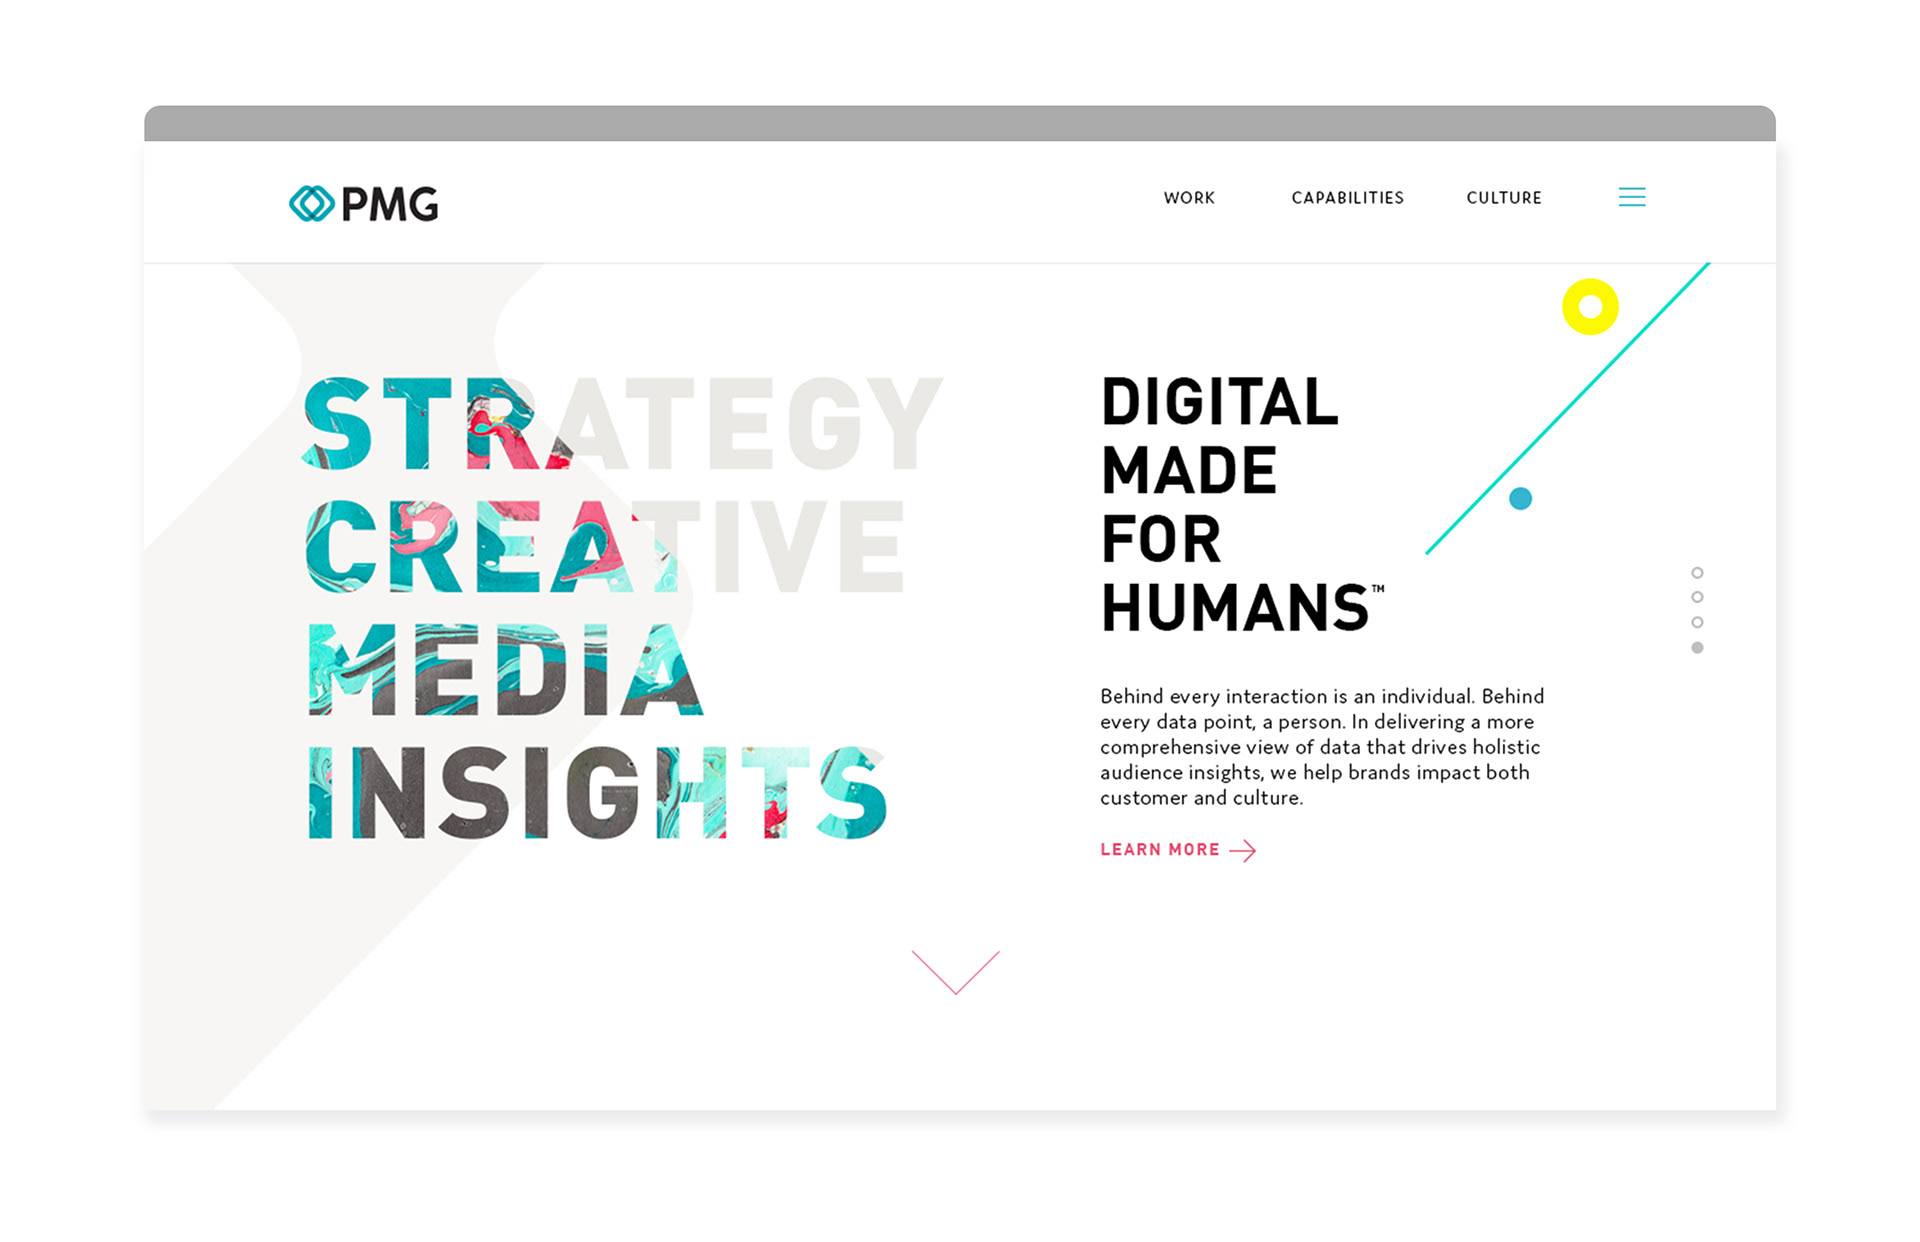 PMG
WORK
CAPABILITIES
CULTURE
STRATEGY
CREATIVE
MEDIA
INSIGHTS
DIGITAL
MADE
FOR
HUMANS™
Behind every interaction is an individual. Behind
every data point, a person. In delivering a more
comprehensive view of data that drives holistic
audience insights, we help brands impact both
customer and culture.
LEARN MORE